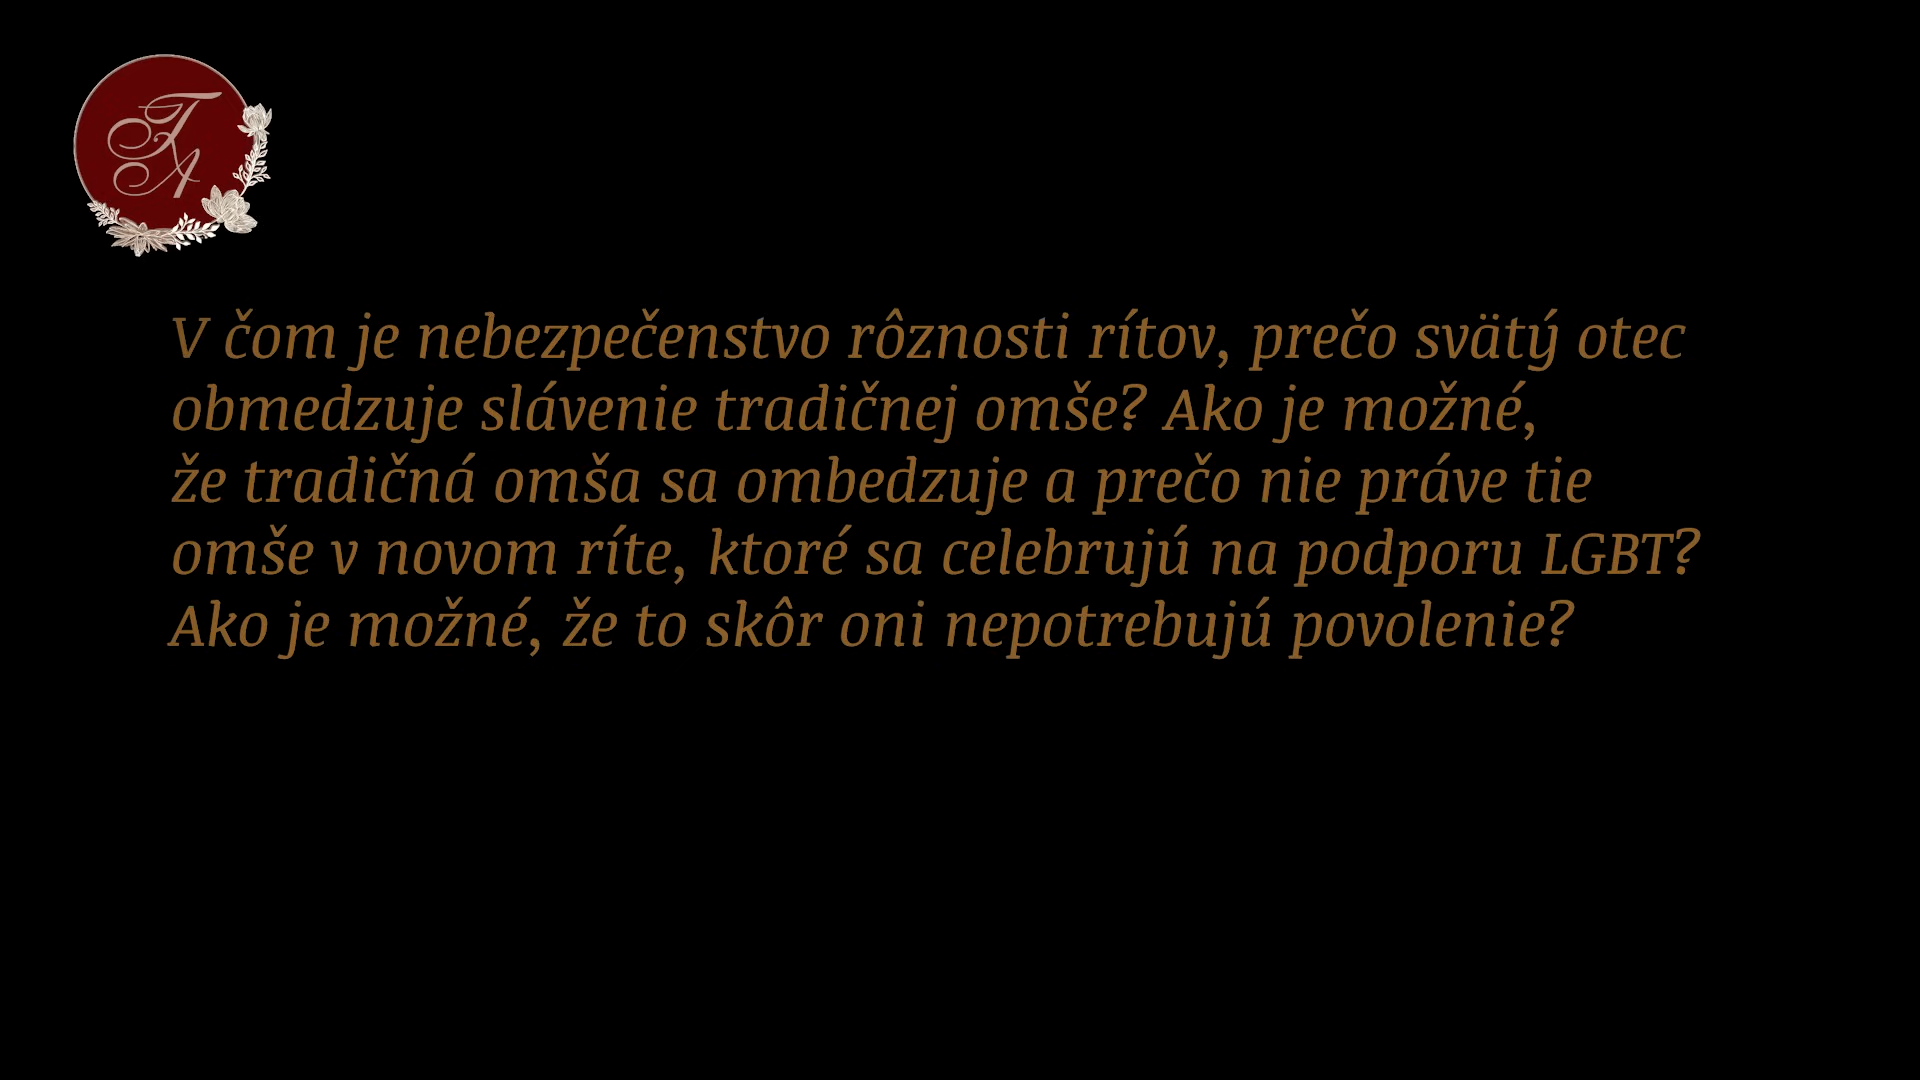 TA
V čom je nebezpečenstvo rôznosti rítov, prečo svätý otec
obmedzuje slávenie tradičnej omše? Ako je možné,
že tradičná omša sa ombedzuje a prečo nie práve tie
omše v novom ríte, ktoré sa celebrujú na podporu LGBT?
Ako je možné, že to skôr oni nepotrebujú povolenie?